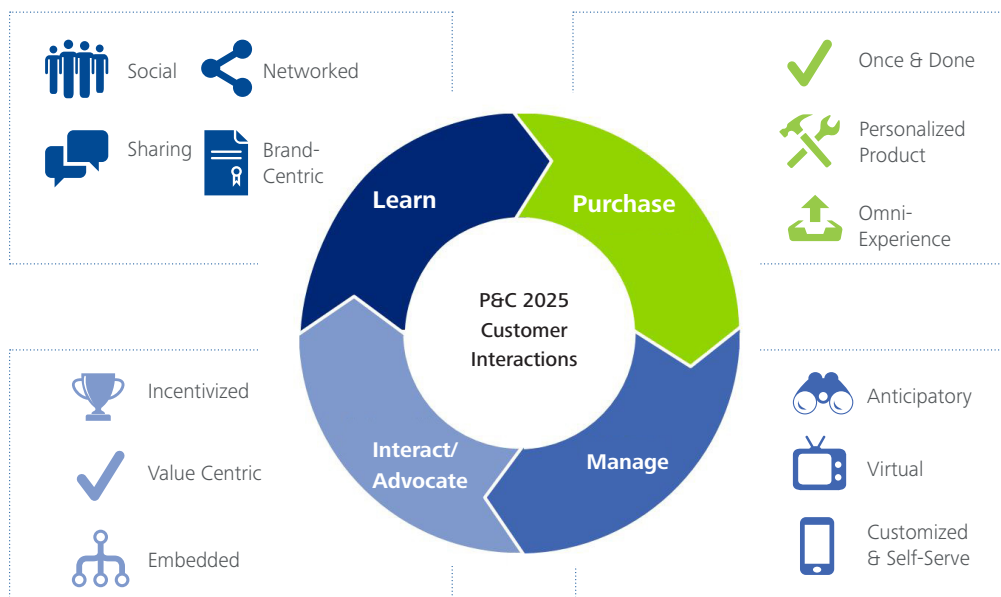 Social
Networked
Sharing
Brand-
Centric
Learn
Purchase
Once & Done
Personalized
Product
Omni-
Experience
P&C 2025
Customer
Interactions
Incentivized
Value Centric
Embedded
Interact/
Advocate
Manage
Anticipatory
Virtual
Customized
& Self-Serve